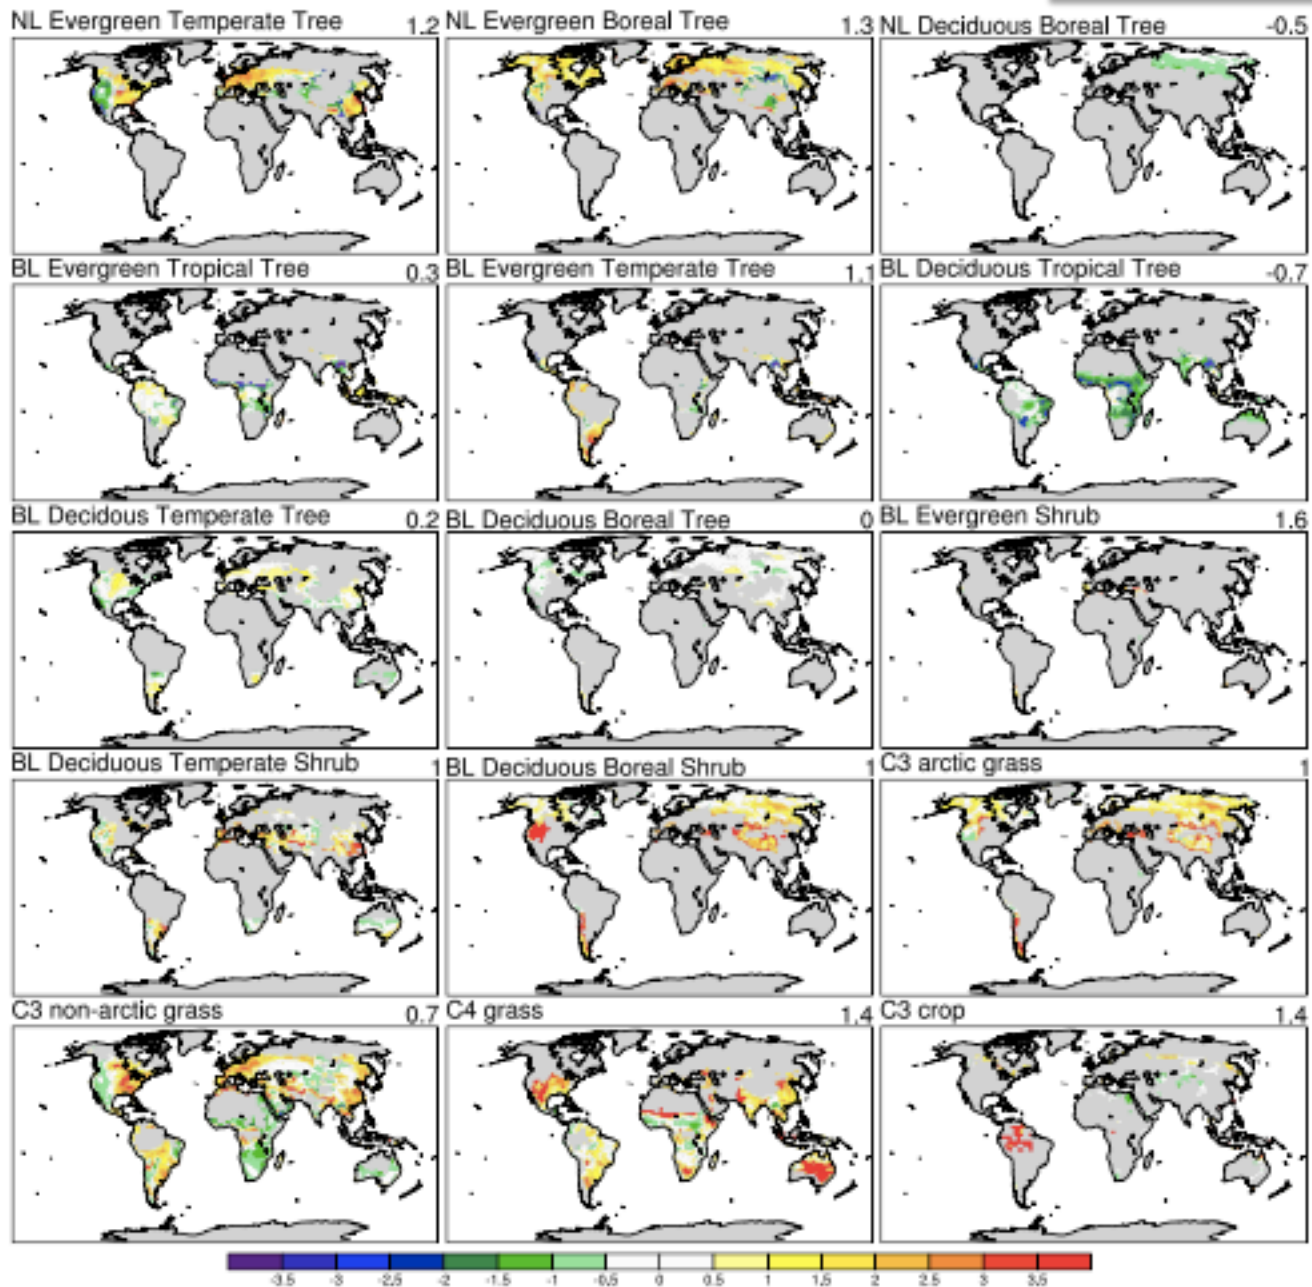 NL Evergreen Temperate Tree 1.2 NL Evergreen Boreal Tree 1.3 NL Deciduous Boreal Tree -0.5
BL Evergreen Tropical Tree 0.3 BL Evergreen Temperate Tree 1.1 BL Deciduous Tropical Tree -0.7
BL Decidous Temperate Tree 0.2 BL Deciduous Boreal Tree 0 BL Evergreen Shrub 1.6
BL Deciduous Temperate Shrub 1 BL Deciduous Boreal Shrub 1 C3 arctic grass 1
C3 non-arctic grass 0.7 C4 grass 1.4 C3 crop 1.4
-3.5 -3 -2.5 -2 -1.5 -1 -0.5 0 0.5 1 1.5 2 2.5 3 3.5